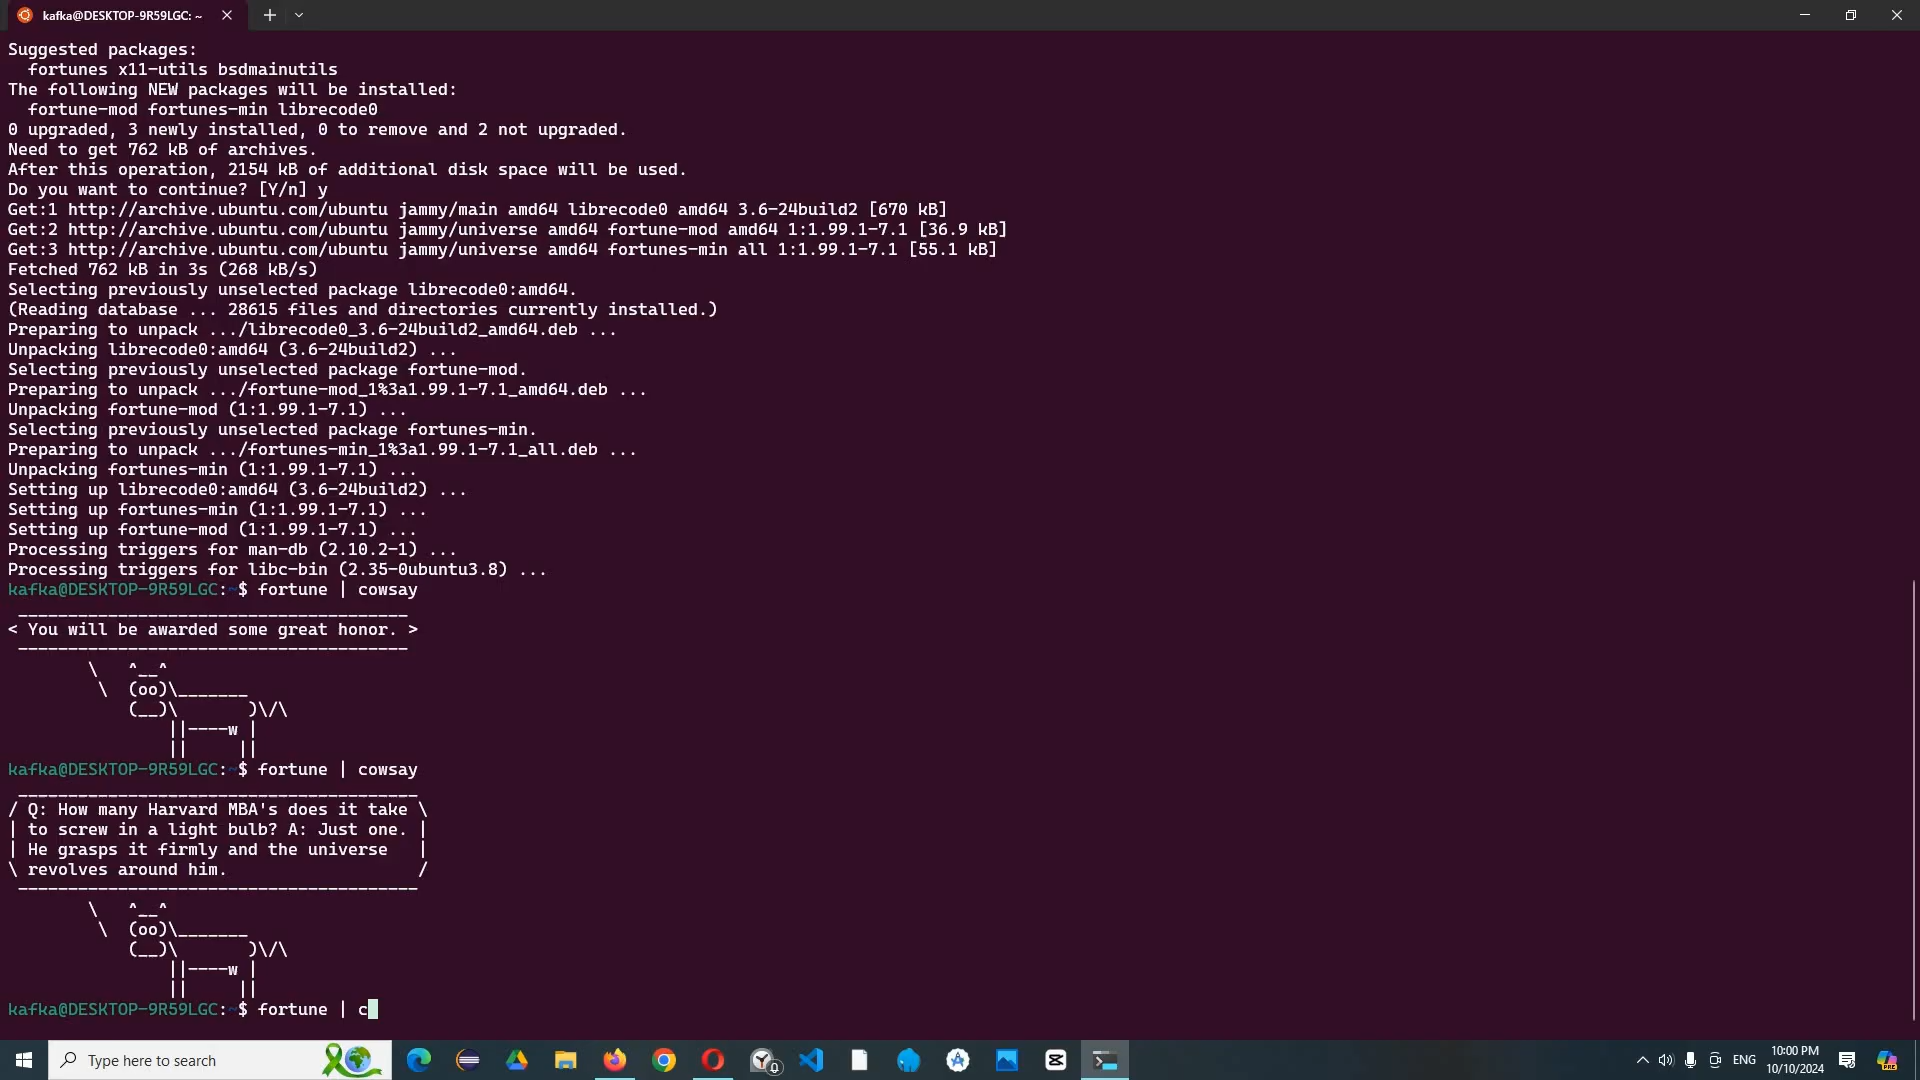 kafka@DESKTOP-9R59LGC: ~
Suggested packages:
  fortunes x11-utils bsdmainutils
The following NEW packages will be installed:
  fortune-mod fortunes-min librecode0
0 upgraded, 3 newly installed, 0 to remove and 2 not upgraded.
Need to get 762 kB of archives.
After this operation, 2154 kB of additional disk space will be used.
Do you want to continue? [Y/n] y
Get:1 http://archive.ubuntu.com/ubuntu jammy/main amd64 librecode0 amd64 3.6-24build2 [670 kB]
Get:2 http://archive.ubuntu.com/ubuntu jammy/universe amd64 fortune-mod amd64 1:1.99.1-7.1 [36.9 kB]
Get:3 http://archive.ubuntu.com/ubuntu jammy/universe amd64 fortunes-min all 1:1.99.1-7.1 [55.1 kB]
Fetched 762 kB in 3s (268 kB/s)
Selecting previously unselected package librecode0:amd64.
(Reading database ... 28615 files and directories currently installed.)
Preparing to unpack .../librecode0_3.6-24build2_amd64.deb ...
Unpacking librecode0:amd64 (3.6-24build2) ...
Selecting previously unselected package fortune-mod.
Preparing to unpack .../fortune-mod_1%3a1.99.1-7.1_amd64.deb ...
Unpacking fortune-mod (1:1.99.1-7.1) ...
Selecting previously unselected package fortunes-min.
Preparing to unpack .../fortunes-min_1%3a1.99.1-7.1_all.deb ...
Unpacking fortunes-min (1:1.99.1-7.1) ...
Setting up librecode0:amd64 (3.6-24build2) ...
Setting up fortunes-min (1:1.99.1-7.1) ...
Setting up fortune-mod (1:1.99.1-7.1) ...
Processing triggers for man-db (2.10.2-1) ...
Processing triggers for libc-bin (2.35-0ubuntu3.8) ...
kafka@DESKTOP-9R59LGC:~$ fortune | cowsay
 _______________________________________
< You will be awarded some great honor. >
 ---------------------------------------
        \   ^__^
         \  (oo)\_______
            (__)\       )\/\
                ||----w |
                ||     ||
kafka@DESKTOP-9R59LGC:~$ fortune | cowsay
 ________________________________________
/ Q: How many Harvard MBA's does it take \
| to screw in a light bulb? A: Just one. |
| He grasps it firmly and the universe   |
\ revolves around him.                   /
 ----------------------------------------
        \   ^__^
         \  (oo)\_______
            (__)\       )\/\
                ||----w |
                ||     ||
kafka@DESKTOP-9R59LGC:~$ fortune | c
Type here to search
ENG
10:00 PM
10/10/2024